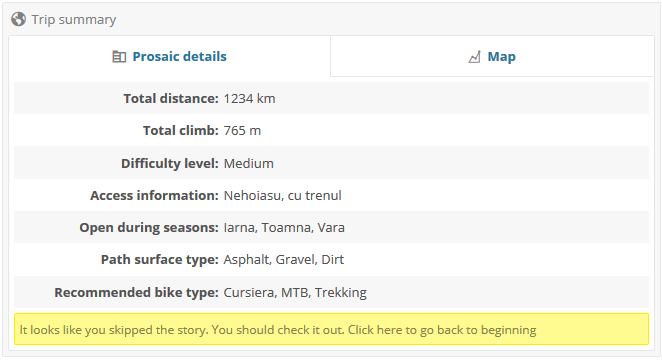 Trip summary
Prosaic details
Map
Total distance: 1234 km
Total climb: 765 m
Difficulty level: Medium
Access information: Nehoiasu, cu trenul
Open during seasons: Iarna, Toamna, Vara
Path surface type: Asphalt, Gravel, Dirt
Recommended bike type: Cursiera, MTB, Trekking
It looks like you skipped the story. You should check it out. Click here to go back to beginning